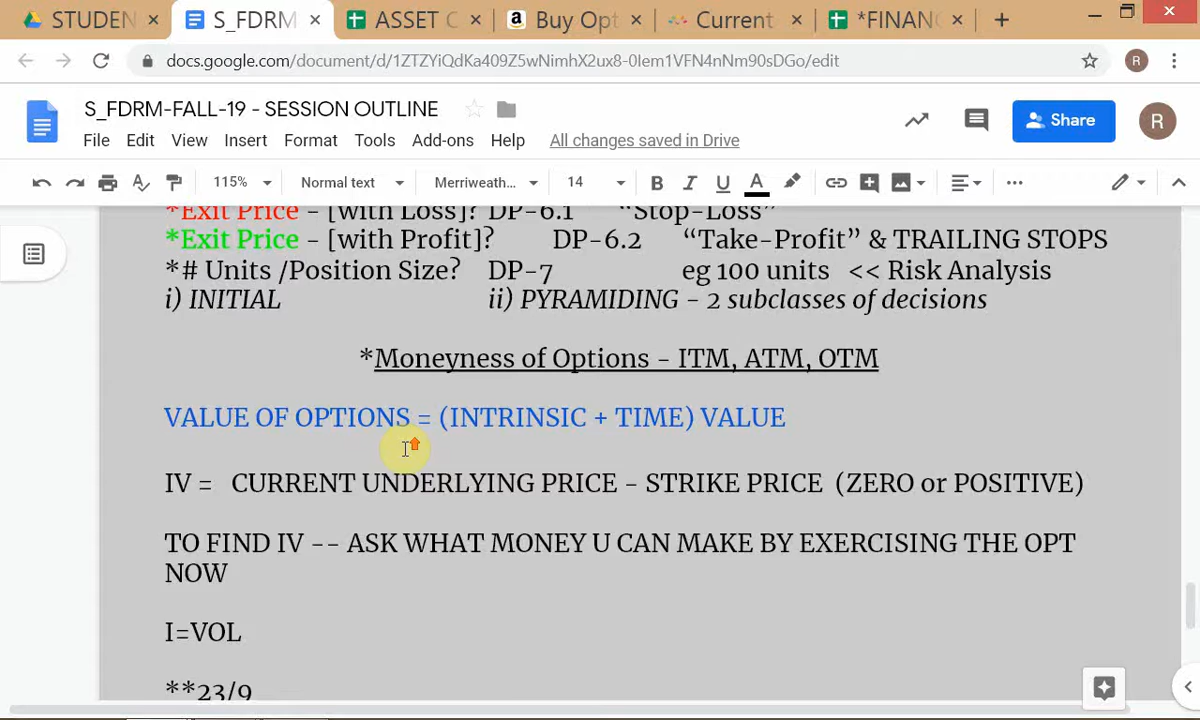 STUDEN
S_FDRM
ASSET C
Buy Opt
Current
*FINANC
docs.google.com/document/d/1ZTZYiQdKa409Z5wNimhX2ux8-0Iem1VFN4nNm90sDGo/edit
R
S_FDRM-FALL-19 - SESSION OUTLINE
Share
R
File Edit View Insert Format Tools Add-ons Help All changes saved in Drive
115% Normal text Merriweath... 14 B I U A
*Exit Price - [with Loss]? DP-6.1 “Stop-Loss”
*Exit Price - [with Profit]? DP-6.2 “Take-Profit” & TRAILING STOPS
*# Units /Position Size? DP-7 eg 100 units << Risk Analysis
i) INITIAL ii) PYRAMIDING - 2 subclasses of decisions
*Moneyness of Options - ITM, ATM, OTM
VALUE OF OPTIONS = (INTRINSIC + TIME) VALUE
IV = CURRENT UNDERLYING PRICE - STRIKE PRICE (ZERO or POSITIVE)
TO FIND IV -- ASK WHAT MONEY U CAN MAKE BY EXERCISING THE OPT
NOW
I=VOL
**23/9